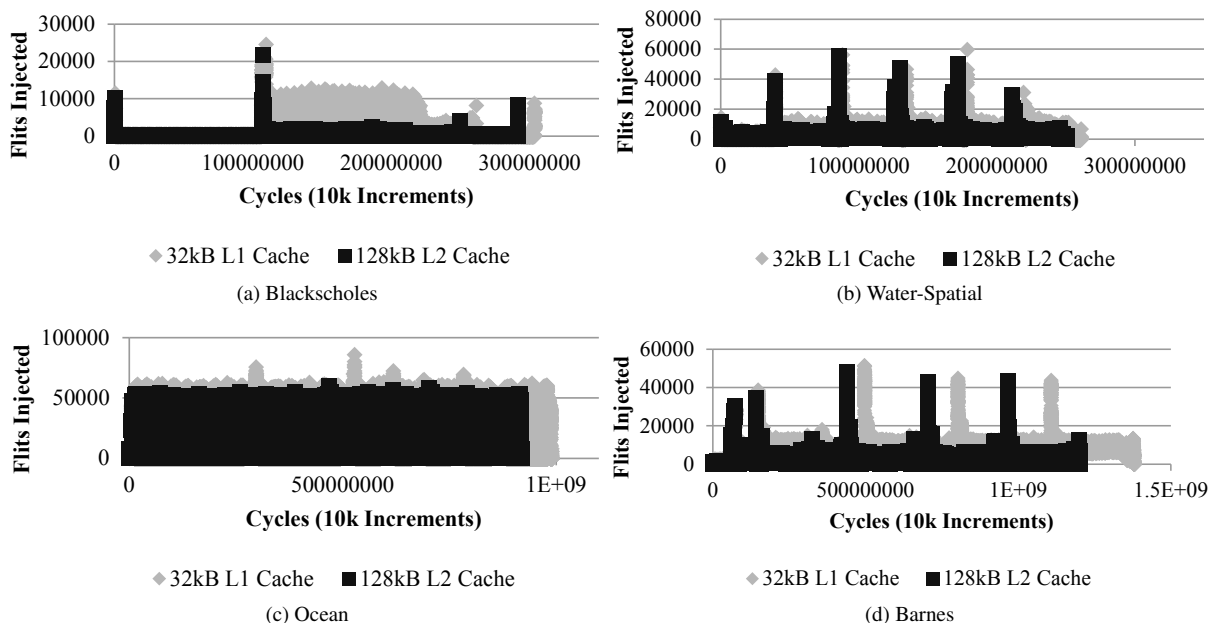 30000
20000
10000
0
Flits Injected
0 100000000 200000000 300000000
Cycles (10k Increments)
32kB L1 Cache 128kB L2 Cache
(a) Blackscholes
80000
60000
40000
20000
0
Flits Injected
0 100000000 200000000 300000000
Cycles (10k Increments)
32kB L1 Cache 128kB L2 Cache
(b) Water-Spatial
100000
50000
0
Flits Injected
0 500000000 1E+09
Cycles (10k Increments)
32kB L1 Cache 128kB L2 Cache
(c) Ocean
60000
40000
20000
0
Flits Injected
0 500000000 1E+09 1.5E+09
Cycles (10k Increments)
32kB L1 Cache 128kB L2 Cache
(d) Barnes